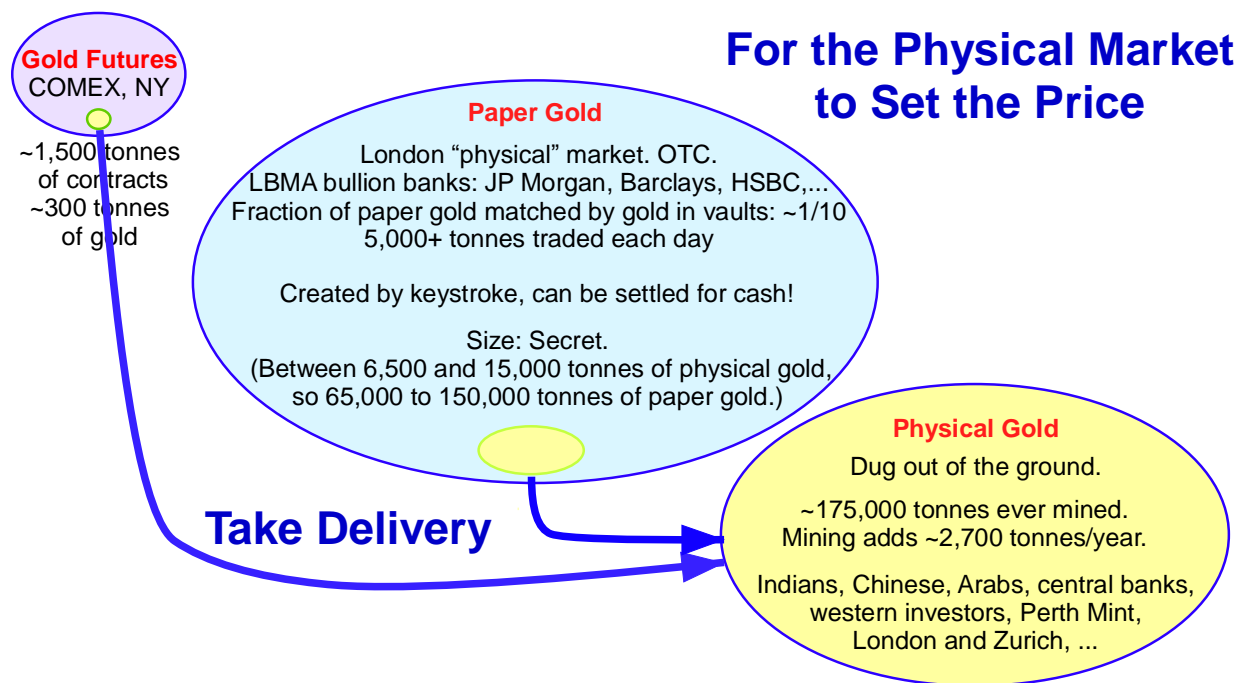 For the Physical Market
to Set the Price
Gold Futures
COMEX, NY
~1,500 tonnes
of contracts
~300 tonnes
of gold
Paper Gold
London “physical” market. OTC.
LBMA bullion banks: JP Morgan, Barclays, HSBC,...
Fraction of paper gold matched by gold in vaults: ~1/10
5,000+ tonnes traded each day
Created by keystroke, can be settled for cash!
Size: Secret.
(Between 6,500 and 15,000 tonnes of physical gold,
so 65,000 to 150,000 tonnes of paper gold.)
Take Delivery
Physical Gold
Dug out of the ground.
~175,000 tonnes ever mined.
Mining adds ~2,700 tonnes/year.
Indians, Chinese, Arabs, central banks,
western investors, Perth Mint,
London and Zurich, ...